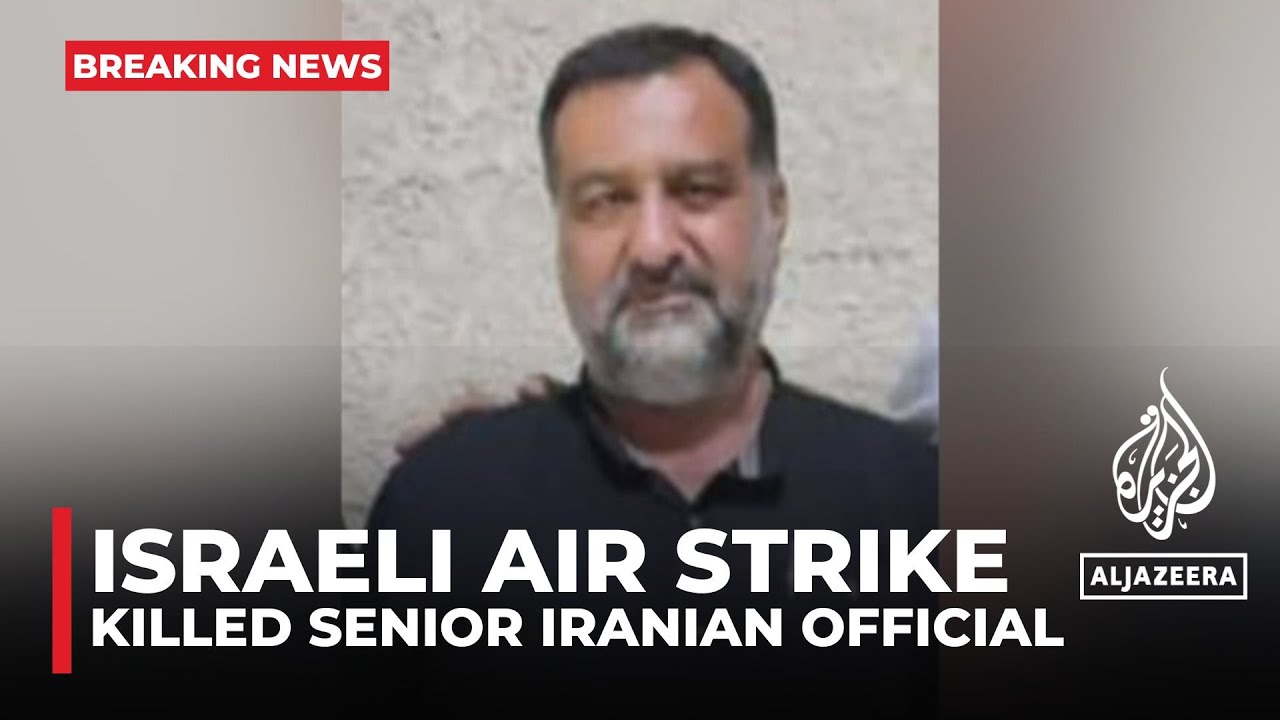 BREAKING NEWS
ISRAELI AIR STRIKE
KILLED SENIOR IRANIAN OFFICIAL
الجزيرة
ALJAZEERA